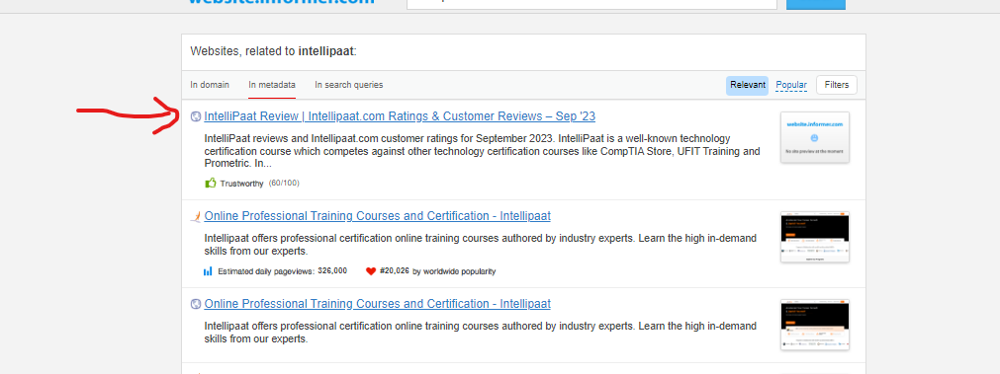 website.informer.com
Websites, related to intellipaat:
In domain In metadata In search queries Relevant Popular Filters
IntelliPaat Review | Intellipaat.com Ratings & Customer Reviews – Sep '23
IntelliPaat reviews and Intellipaat.com customer ratings for September 2023. IntelliPaat is a well-known technology
certification course which competes against other technology certification courses like CompTIA Store, UFIT Training and
Prometric. In...
Trustworthy (60/100)
website.informer.com
No site preview at the moment
Online Professional Training Courses and Certification - Intellipaat
Intellipaat offers professional certification online training courses authored by industry experts. Learn the high in-demand
skills from our experts.
Estimated daily pageviews: 326,000 #20,026 by worldwide popularity
Online Professional Training Courses and Certification - Intellipaat
Intellipaat offers professional certification online training courses authored by industry experts. Learn the high in-demand
skills from our experts.